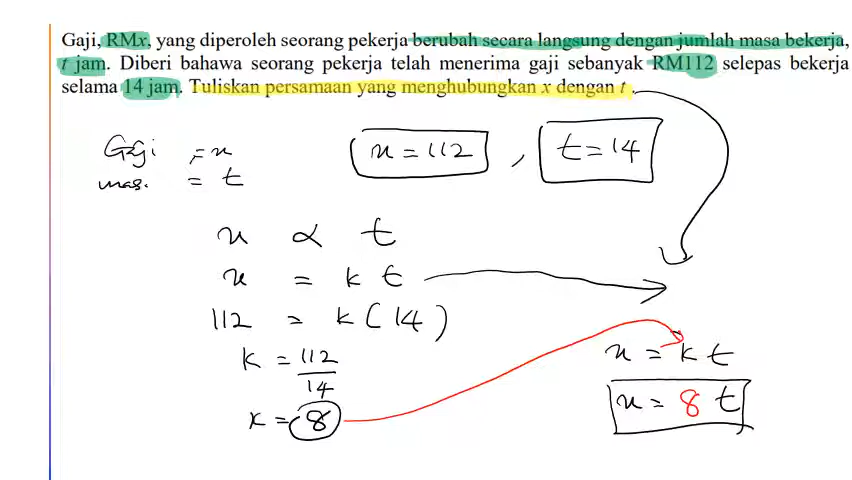 Gaji, RMx, yang diperoleh seorang pekerja berubah secara langsung dengan jumlah masa bekerja,
t jam. Diberi bahawa seorang pekerja telah menerima gaji sebanyak RM112 selepas bekerja
selama 14 jam. Tuliskan persamaan yang menghubungkan x dengan t.
Gaji = x
mas. = t
x = 112 , t = 14
x ∝ t
x = k t
112 = k ( 14 )
k = 112/14
k = 8
x = k t
x = 8 t